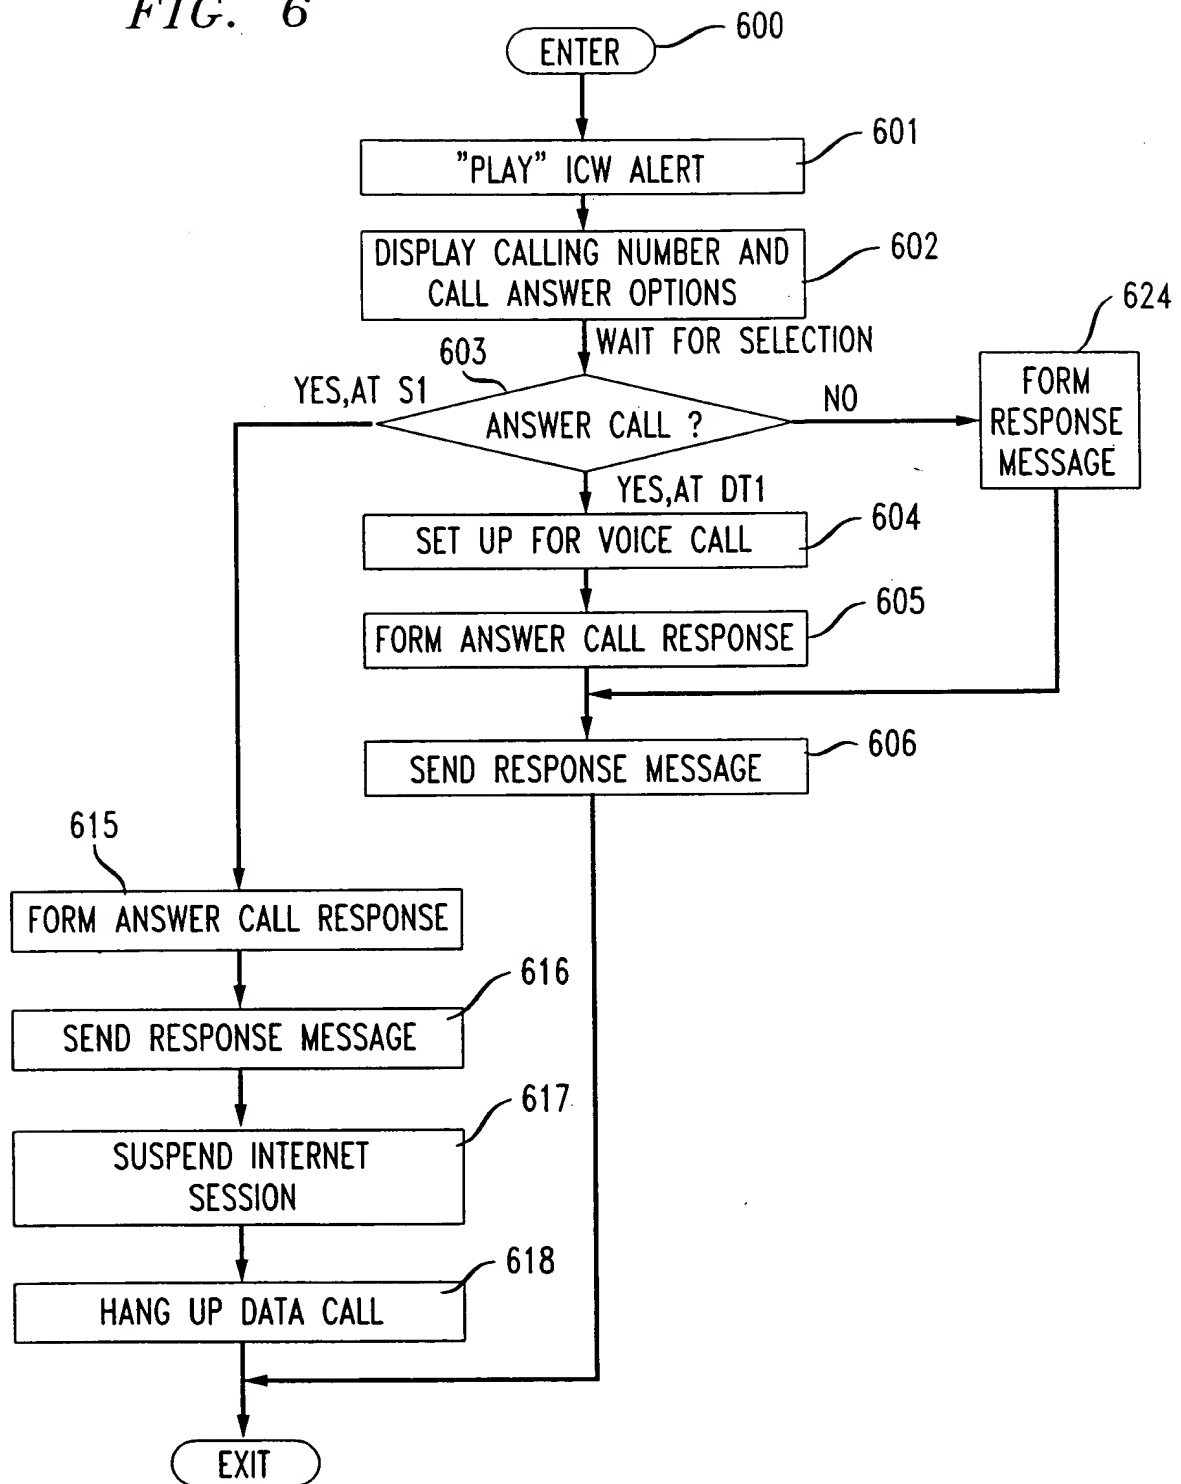 FIG. 6
ENTER
600
"PLAY" ICW ALERT
601
DISPLAY CALLING NUMBER AND
CALL ANSWER OPTIONS
602
WAIT FOR SELECTION
603
624
YES,AT S1
ANSWER CALL ?
NO
FORM
RESPONSE
MESSAGE
YES,AT DT1
SET UP FOR VOICE CALL
604
FORM ANSWER CALL RESPONSE
605
SEND RESPONSE MESSAGE
606
615
FORM ANSWER CALL RESPONSE
616
SEND RESPONSE MESSAGE
617
SUSPEND INTERNET
SESSION
618
HANG UP DATA CALL
EXIT